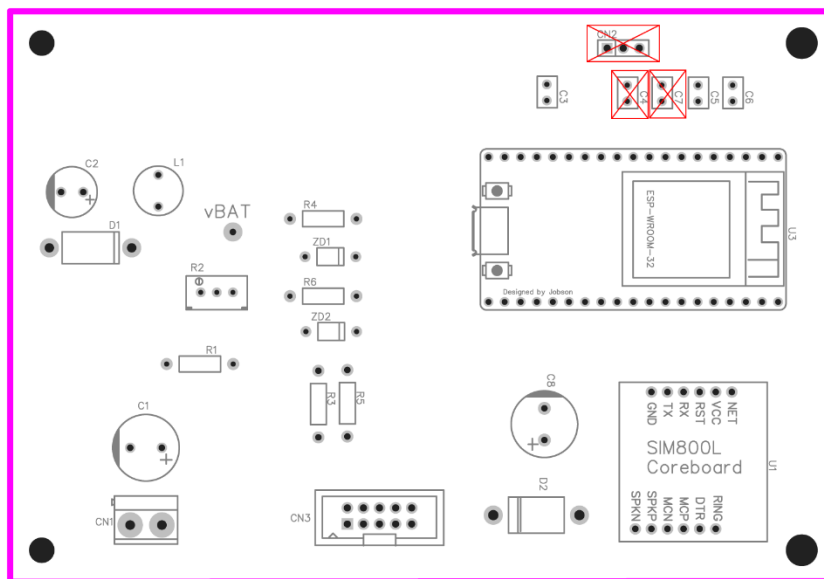 CN2
C3
C4
C7
C5
C6
C2
L1
D1
vBAT
R4
ZD1
R2
R6
ZD2
R1
R3
R5
C1
CN1
CN3
ESP-WROOM-32
U3
Designed by Jobson
C8
D2
GND
TX
RX
RST
VCC
NET
SIM800L
Coreboard
U1
SPKN
SPKP
MCN
MCP
DTR
RING